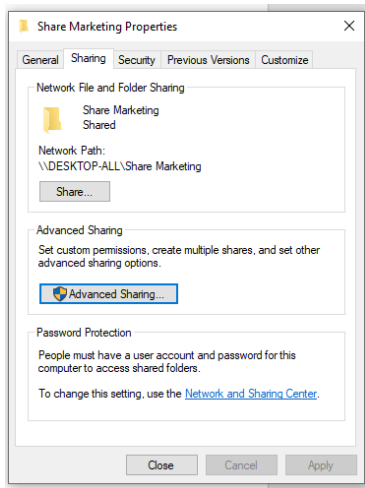 Share Marketing Properties
General Sharing Security Previous Versions Customize
Network File and Folder Sharing
Share Marketing
Shared
Network Path:
\\DESKTOP-ALL\Share Marketing
Share...
Advanced Sharing
Set custom permissions, create multiple shares, and set other
advanced sharing options.
Advanced Sharing...
Password Protection
People must have a user account and password for this
computer to access shared folders.
To change this setting, use the Network and Sharing Center.
Close Cancel Apply